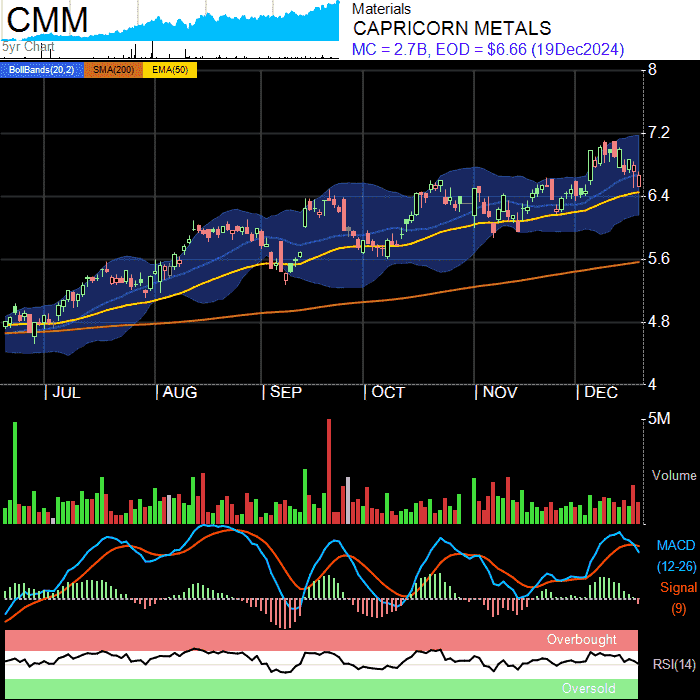 CMM
5yr Chart
Materials
CAPRICORN METALS
MC = 2.7B, EOD = $6.66 (19Dec2024)
BollBands(20,2) SMA(200) EMA(50)
8
7.2
6.4
5.6
4.8
4
JUL AUG SEP OCT NOV DEC
5M
Volume
MACD
(12-26)
Signal
(9)
Overbought
RSI(14)
Oversold